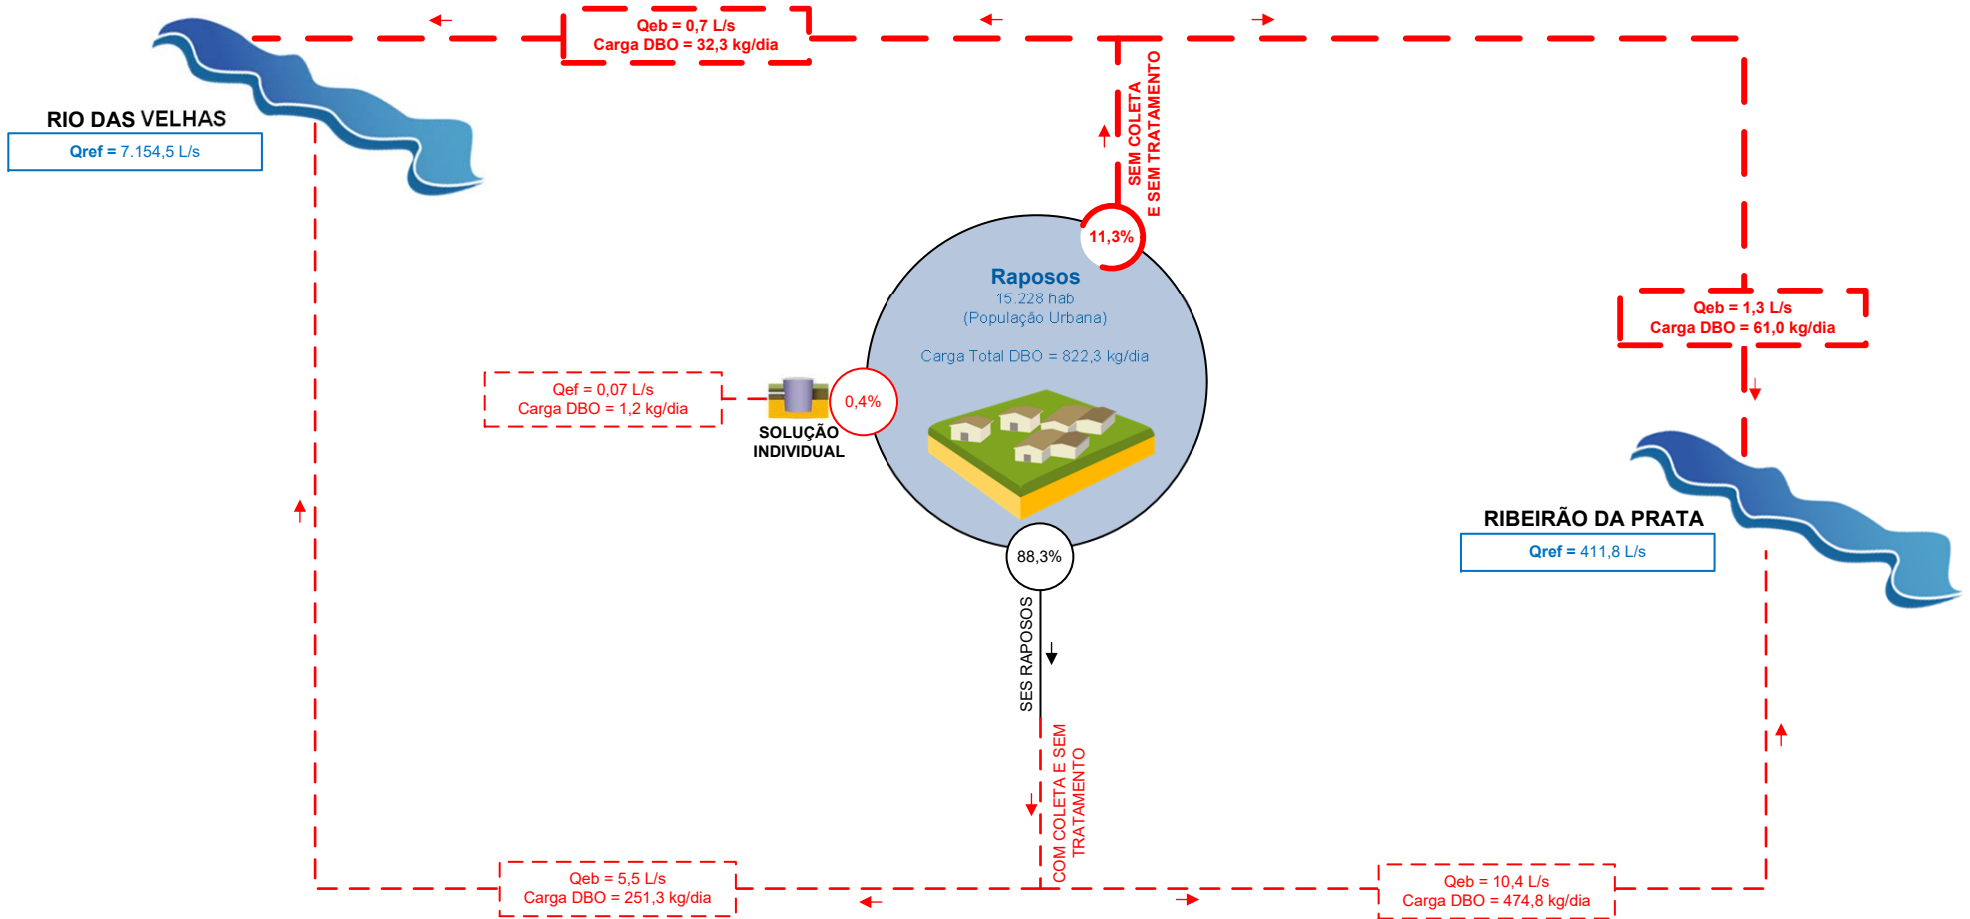 Qeb = 0,7 L/s
Carga DBO = 32,3 kg/dia
RIO DAS VELHAS
Qref = 7.154,5 L/s
SEM COLETA
E SEM TRATAMENTO
11,3%
Raposos
15.228 hab
(População Urbana)
Carga Total DBO = 822,3 kg/dia
Qeb = 1,3 L/s
Carga DBO = 61,0 kg/dia
Qef = 0,07 L/s
Carga DBO = 1,2 kg/dia
0,4%
SOLUÇÃO
INDIVIDUAL
RIBEIRÃO DA PRATA
Qref = 411,8 L/s
88,3%
SES RAPOSOS
COM COLETA E SEM
TRATAMENTO
Qeb = 5,5 L/s
Carga DBO = 251,3 kg/dia
Qeb = 10,4 L/s
Carga DBO = 474,8 kg/dia